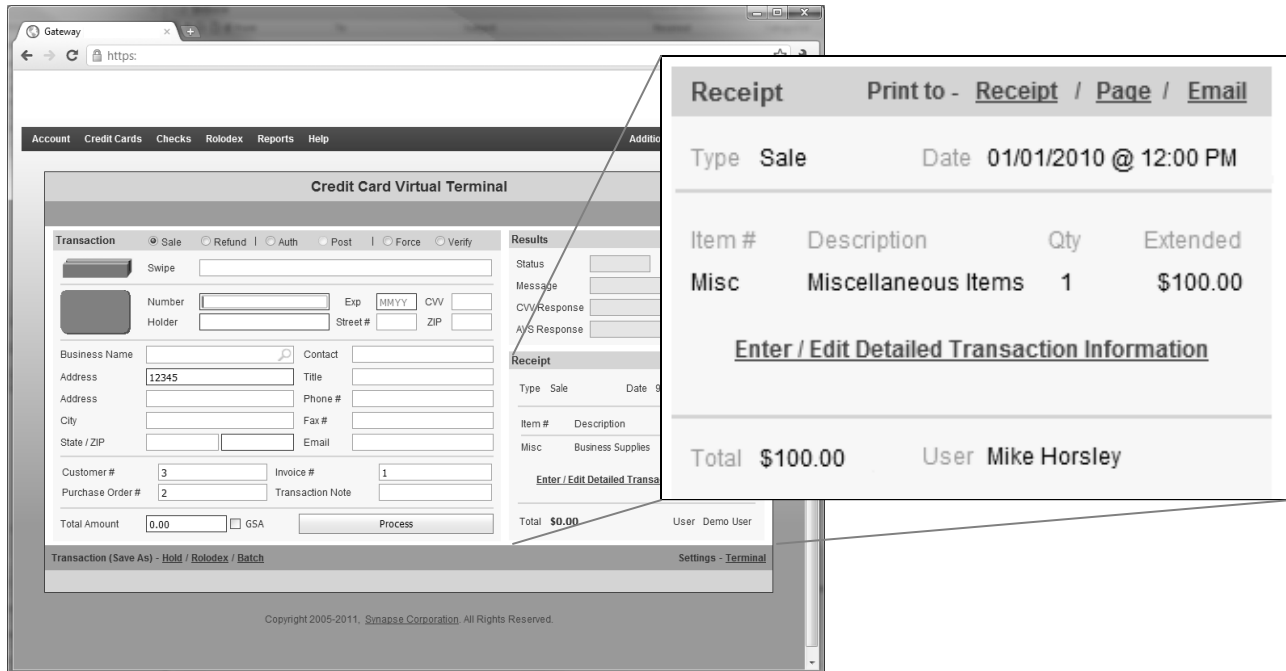 Gateway
https:
Account Credit Cards Checks Rolodex Reports Help
Credit Card Virtual Terminal
Transaction Sale Refund | Auth Post | Force Verify
Swipe
Number Exp MMYY CVV
Holder Street # ZIP
Business Name Contact
Address 12345 Title
Address Phone #
City Fax #
State / ZIP Email
Customer # 3 Invoice # 1
Purchase Order # 2 Transaction Note
Total Amount 0.00 GSA Process
Results
Status
Message
CVV Response
AVS Response
Receipt
Type Sale Date 9
Item # Description
Misc Business Supplies
Enter / Edit Detailed Transa
Total $0.00 User Demo User
Transaction (Save As) - Hold / Rolodex / Batch Settings - Terminal
Copyright 2005-2011, Synapse Corporation. All Rights Reserved.
Receipt Print to - Receipt / Page / Email
Type Sale Date 01/01/2010 @ 12:00 PM
Item # Description Qty Extended
Misc Miscellaneous Items 1 $100.00
Enter / Edit Detailed Transaction Information
Total $100.00 User Mike Horsley